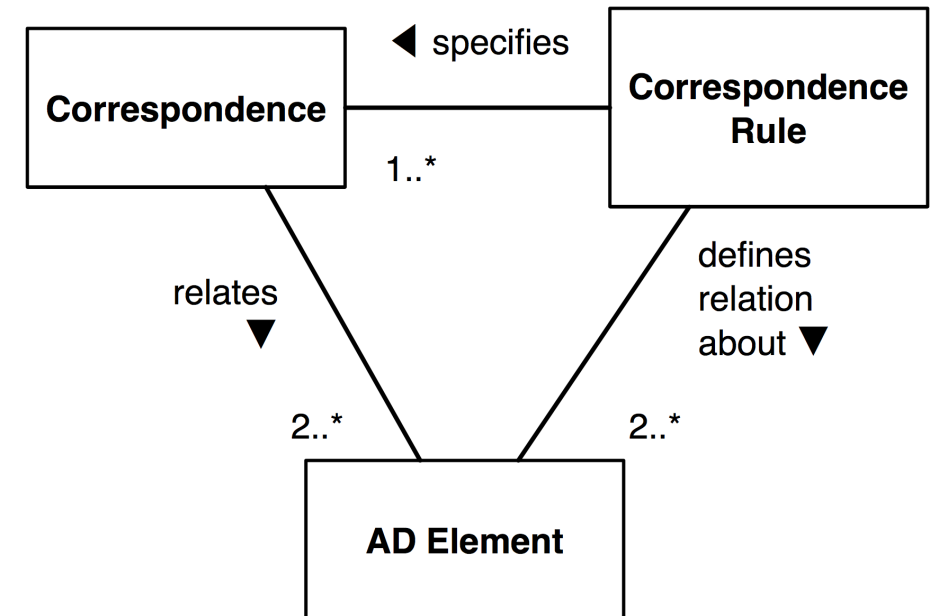 ◀ specifies
Correspondence
Correspondence
Rule
1..*
relates
▼
defines
relation
about ▼
2..*
2..*
AD Element